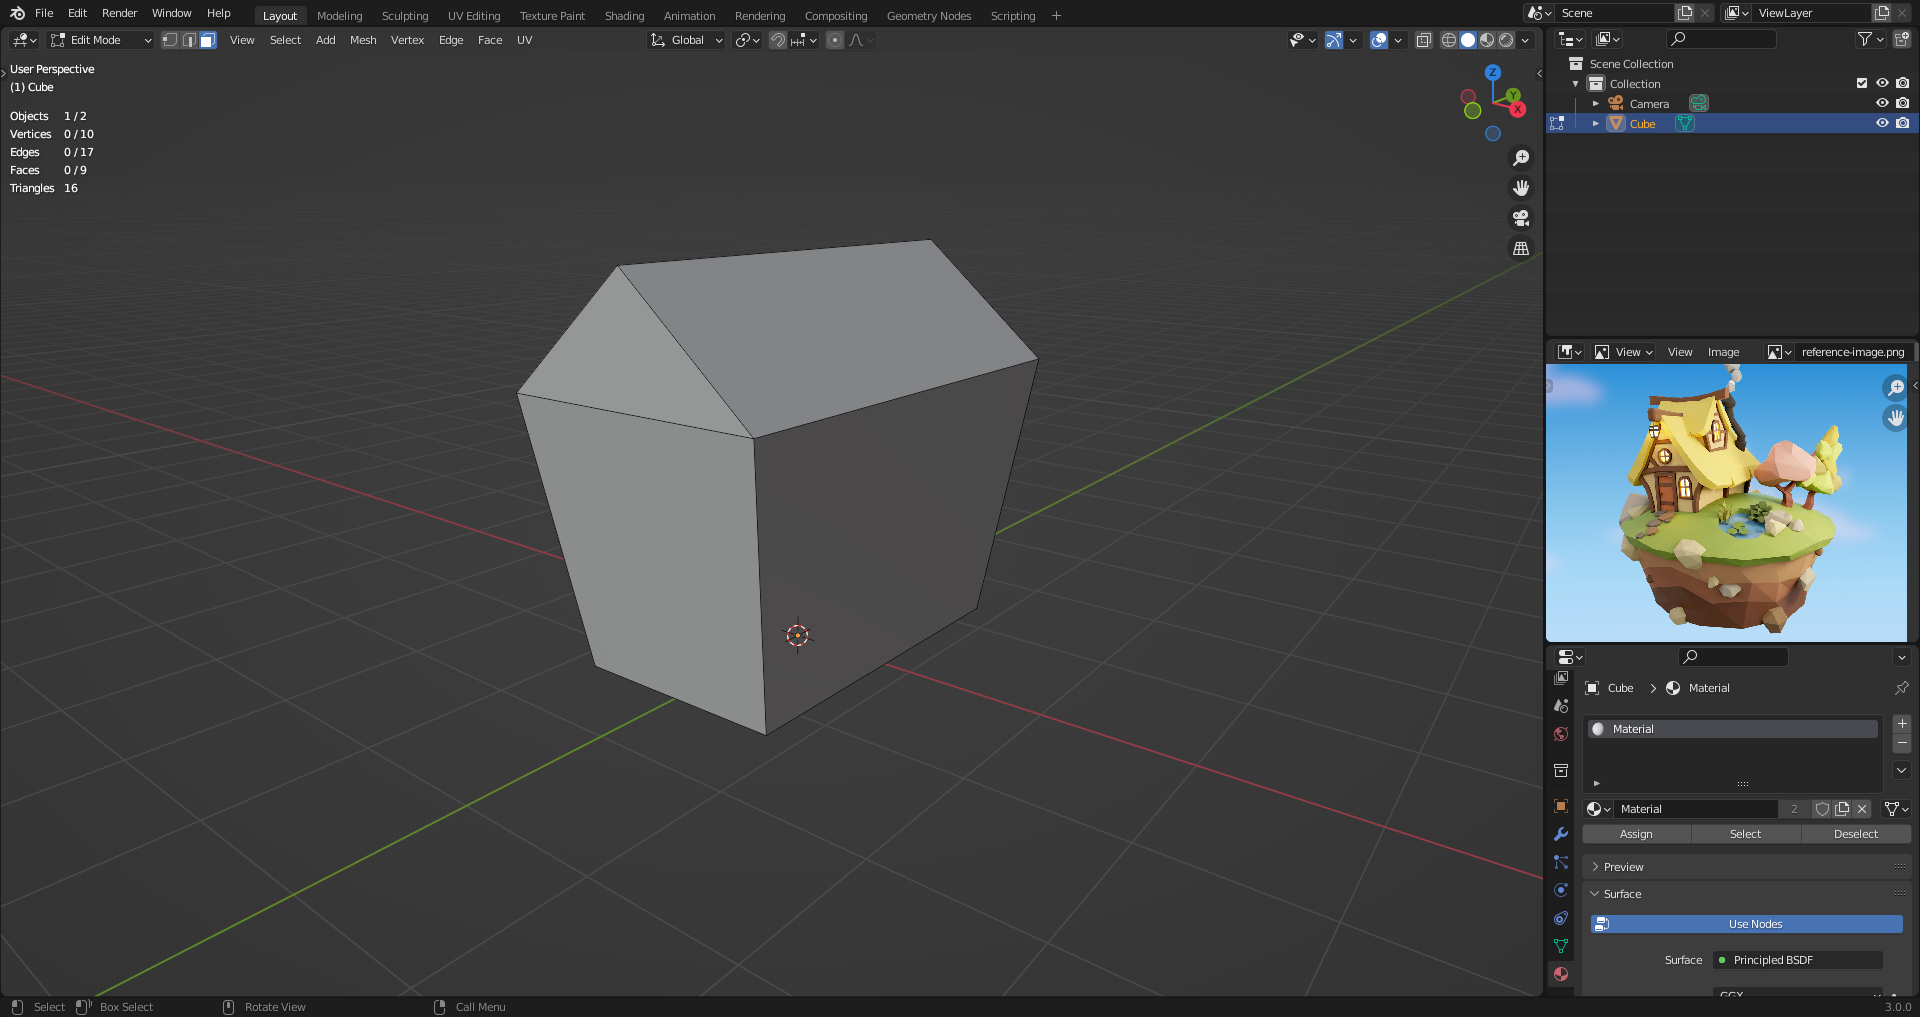 File Edit Render Window Help Layout Modeling Sculpting UV Editing Texture Paint Shading Animation Rendering Compositing Geometry Nodes Scripting + Scene ViewLayer
Edit Mode View Select Add Mesh Vertex Edge Face UV Global
User Perspective
(1) Cube
Objects 1 / 2
Vertices 0 / 10
Edges 0 / 17
Faces 0 / 9
Triangles 16
Z
Y
X
Scene Collection
Collection
Camera
Cube
View View Image reference-image.png
Cube > Material
Material
Material 2
Assign Select Deselect
Preview
Surface
Use Nodes
Surface Principled BSDF
GGX
Select Box Select Rotate View Call Menu 3.0.0